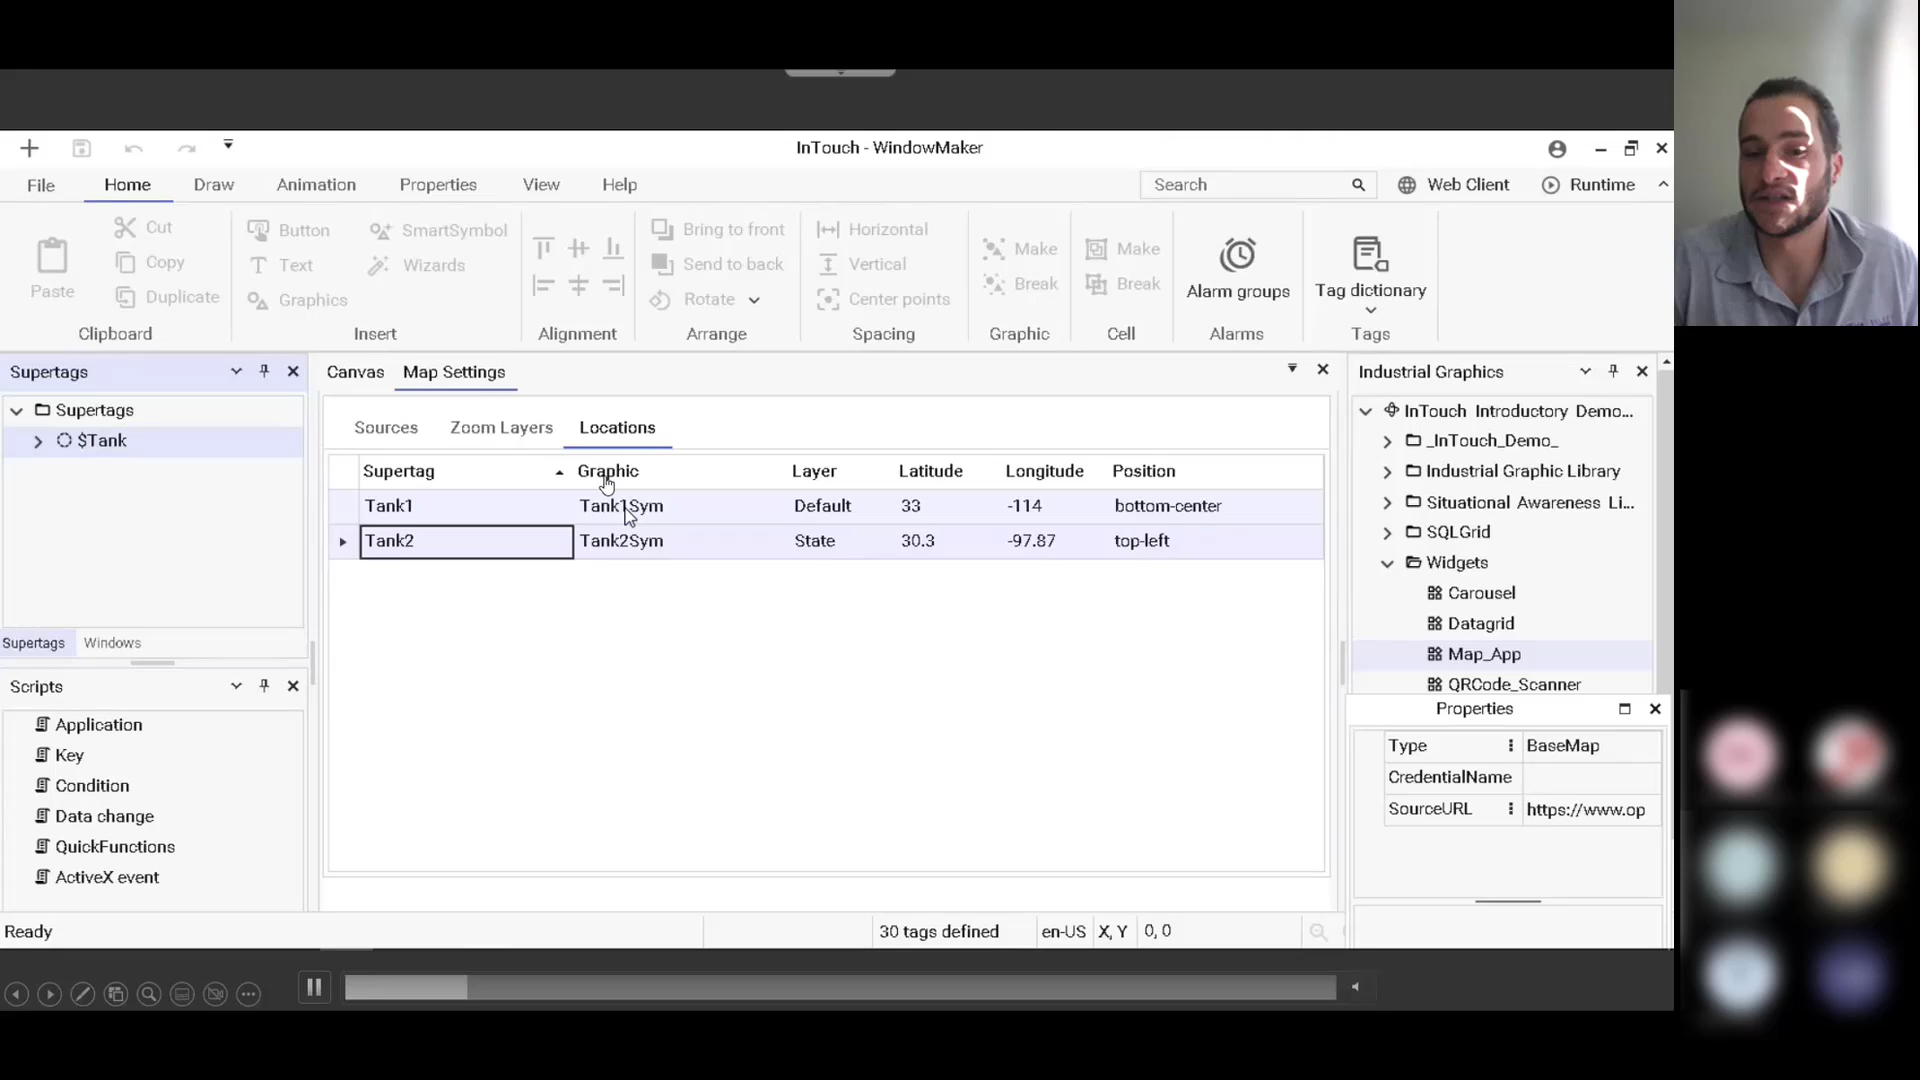 InTouch - WindowMaker
File Home Draw Animation Properties View Help Search Web Client Runtime
Cut Button SmartSymbol Bring to front Horizontal Make Make
Copy Text Wizards Send to back Vertical Break Break
Paste Duplicate Graphics Rotate Center points Alarm groups Tag dictionary
Clipboard Insert Alignment Arrange Spacing Graphic Cell Alarms Tags
Supertags
Supertags
$Tank
Supertags Windows
Scripts
Application
Key
Condition
Data change
QuickFunctions
ActiveX event
Canvas Map Settings
Sources Zoom Layers Locations
Supertag Graphic Layer Latitude Longitude Position
Tank1 Tank1Sym Default 33 -114 bottom-center
Tank2 Tank2Sym State 30.3 -97.87 top-left
Industrial Graphics
InTouch Introductory Demo...
_InTouch_Demo_
Industrial Graphic Library
Situational Awareness Li...
SQLGrid
Widgets
Carousel
Datagrid
Map_App
QRCode_Scanner
Properties
Type BaseMap
CredentialName
SourceURL https://www.op
Ready 30 tags defined en-US X, Y 0, 0